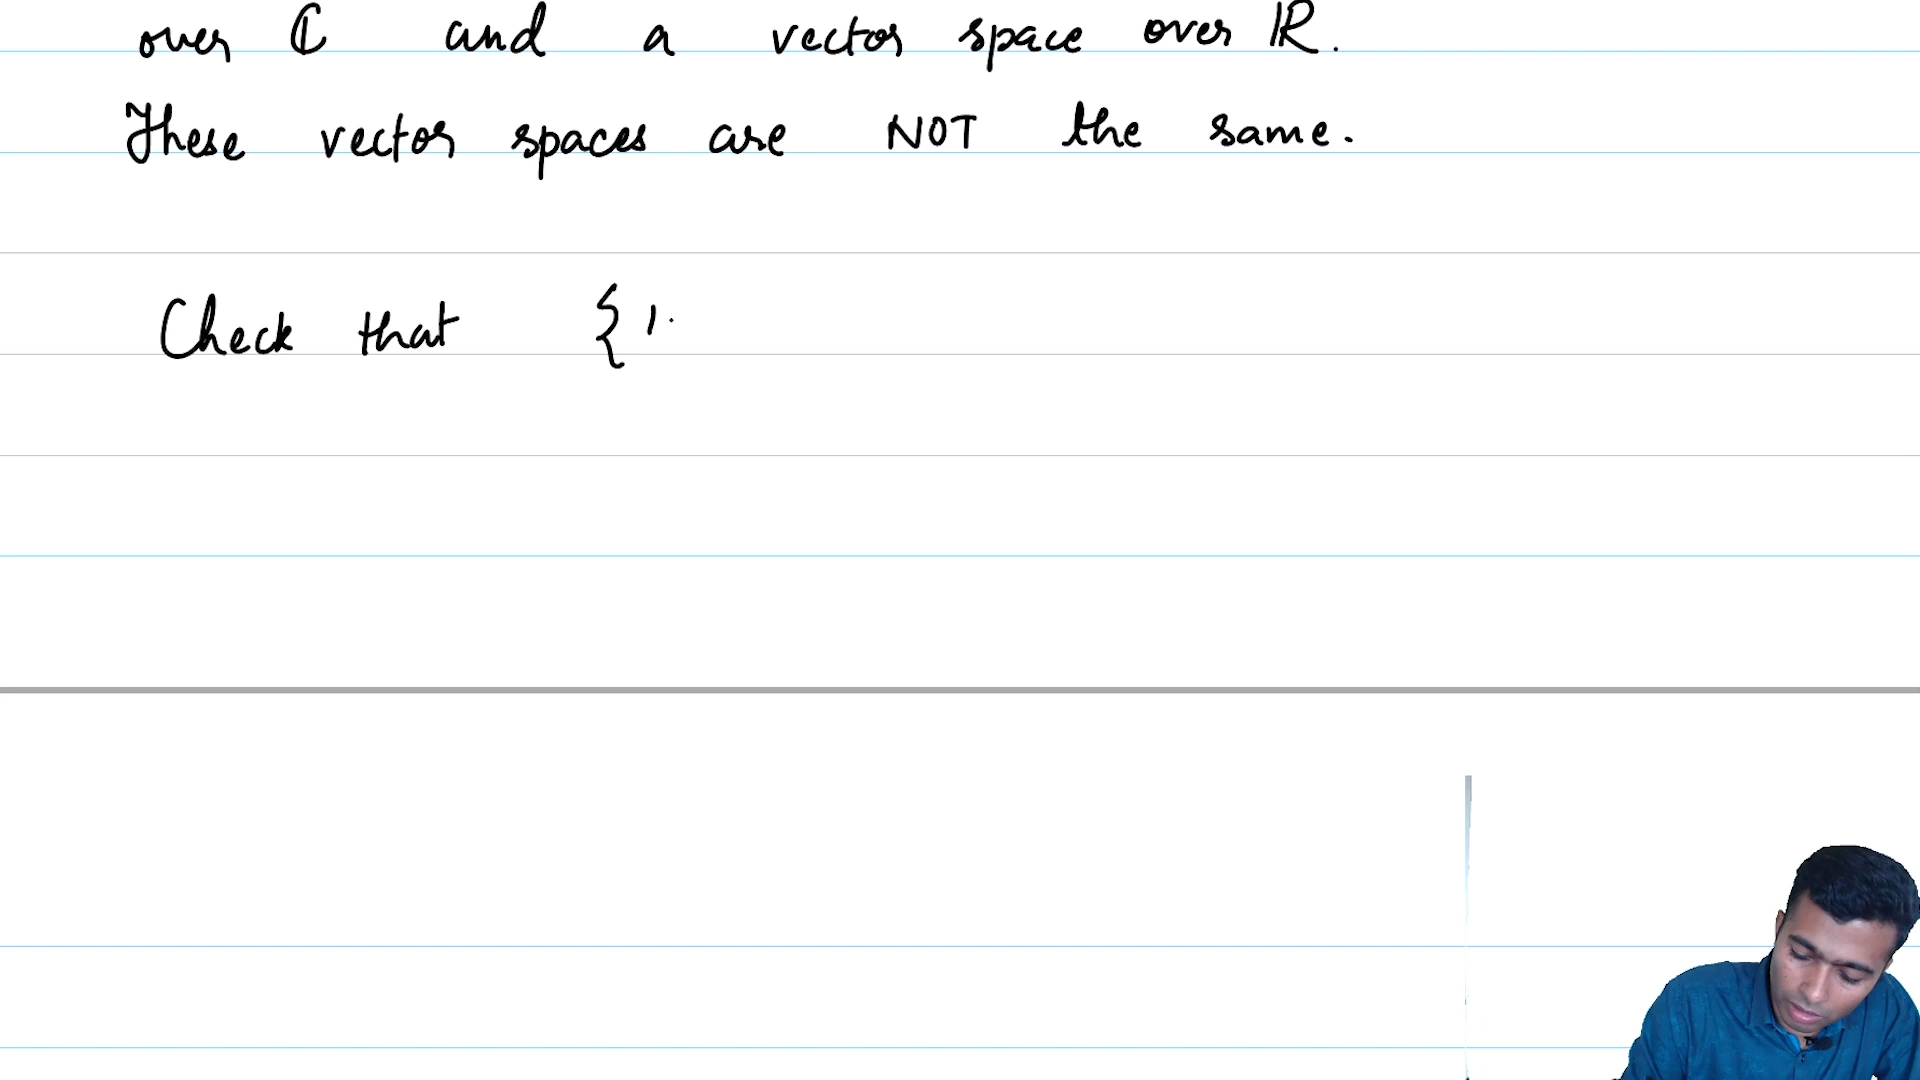 over ℂ and a vector space over ℝ.
These vector spaces are NOT the same.
Check that {1.